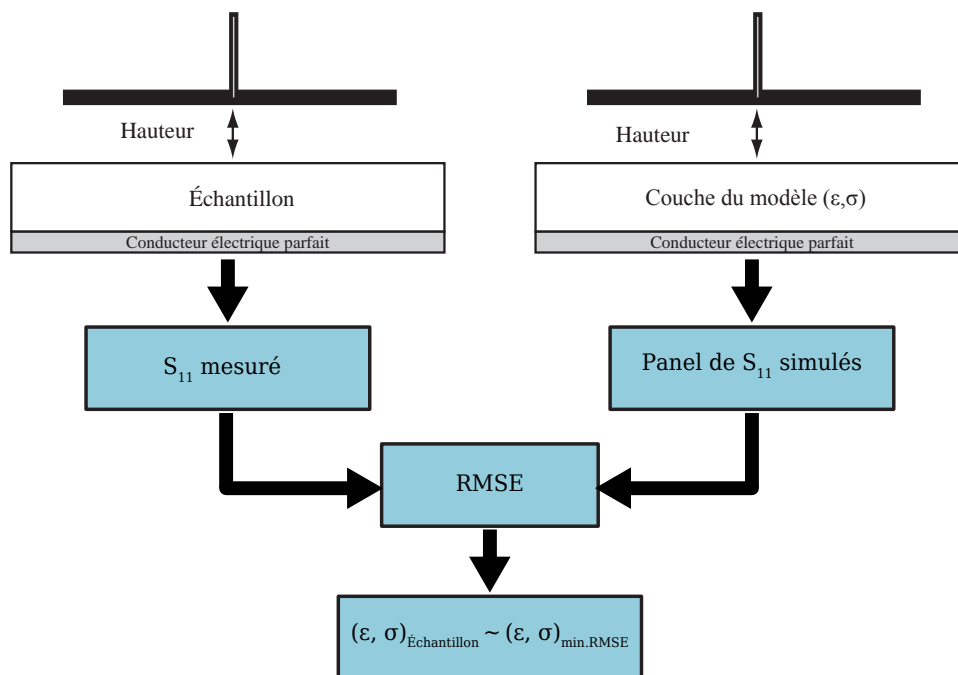 Hauteur
Hauteur
Échantillon
Couche du modèle (ε,σ)
Conducteur électrique parfait
Conducteur électrique parfait
S₁₁ mesuré
Panel de S₁₁ simulés
RMSE
(ε, σ)Échantillon ~ (ε, σ)min.RMSE